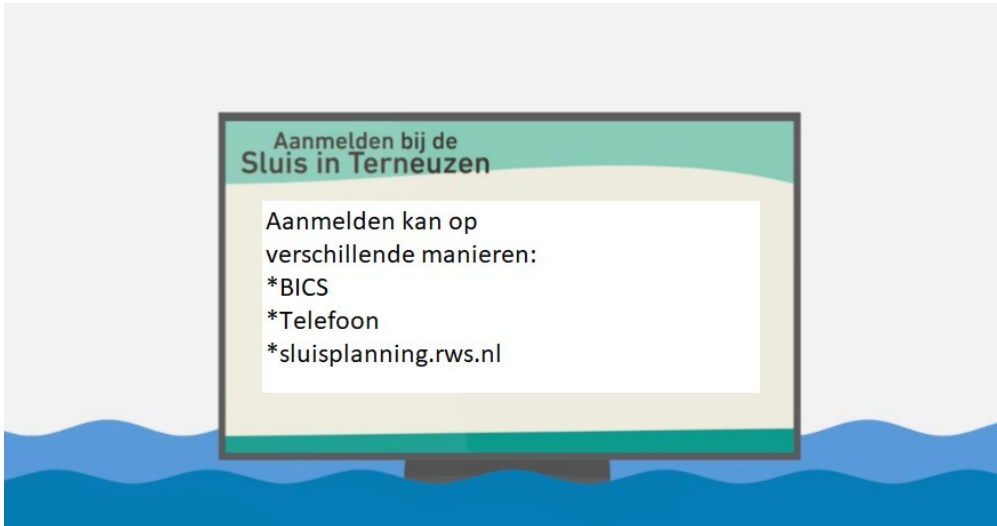 Aanmelden bij de
Sluis in Terneuzen
Aanmelden kan op
verschillende manieren:
*BICS
*Telefoon
*sluisplanning.rws.nl